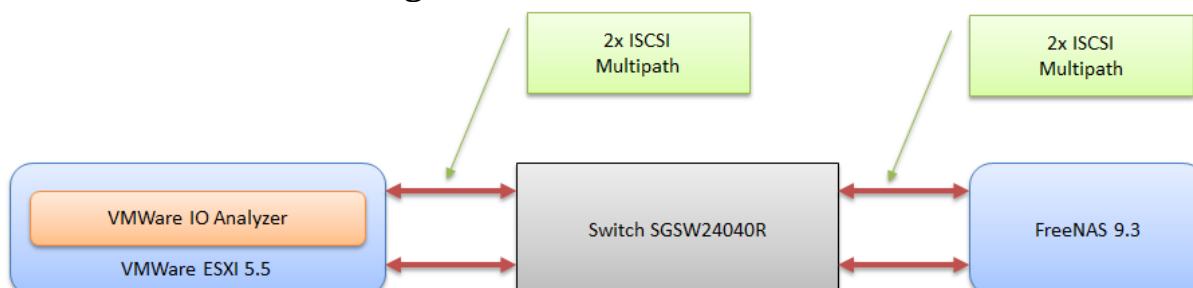 2x ISCSI
Multipath
2x ISCSI
Multipath
VMWare IO Analyzer
VMWare ESXI 5.5
Switch SGSW24040R
FreeNAS 9.3